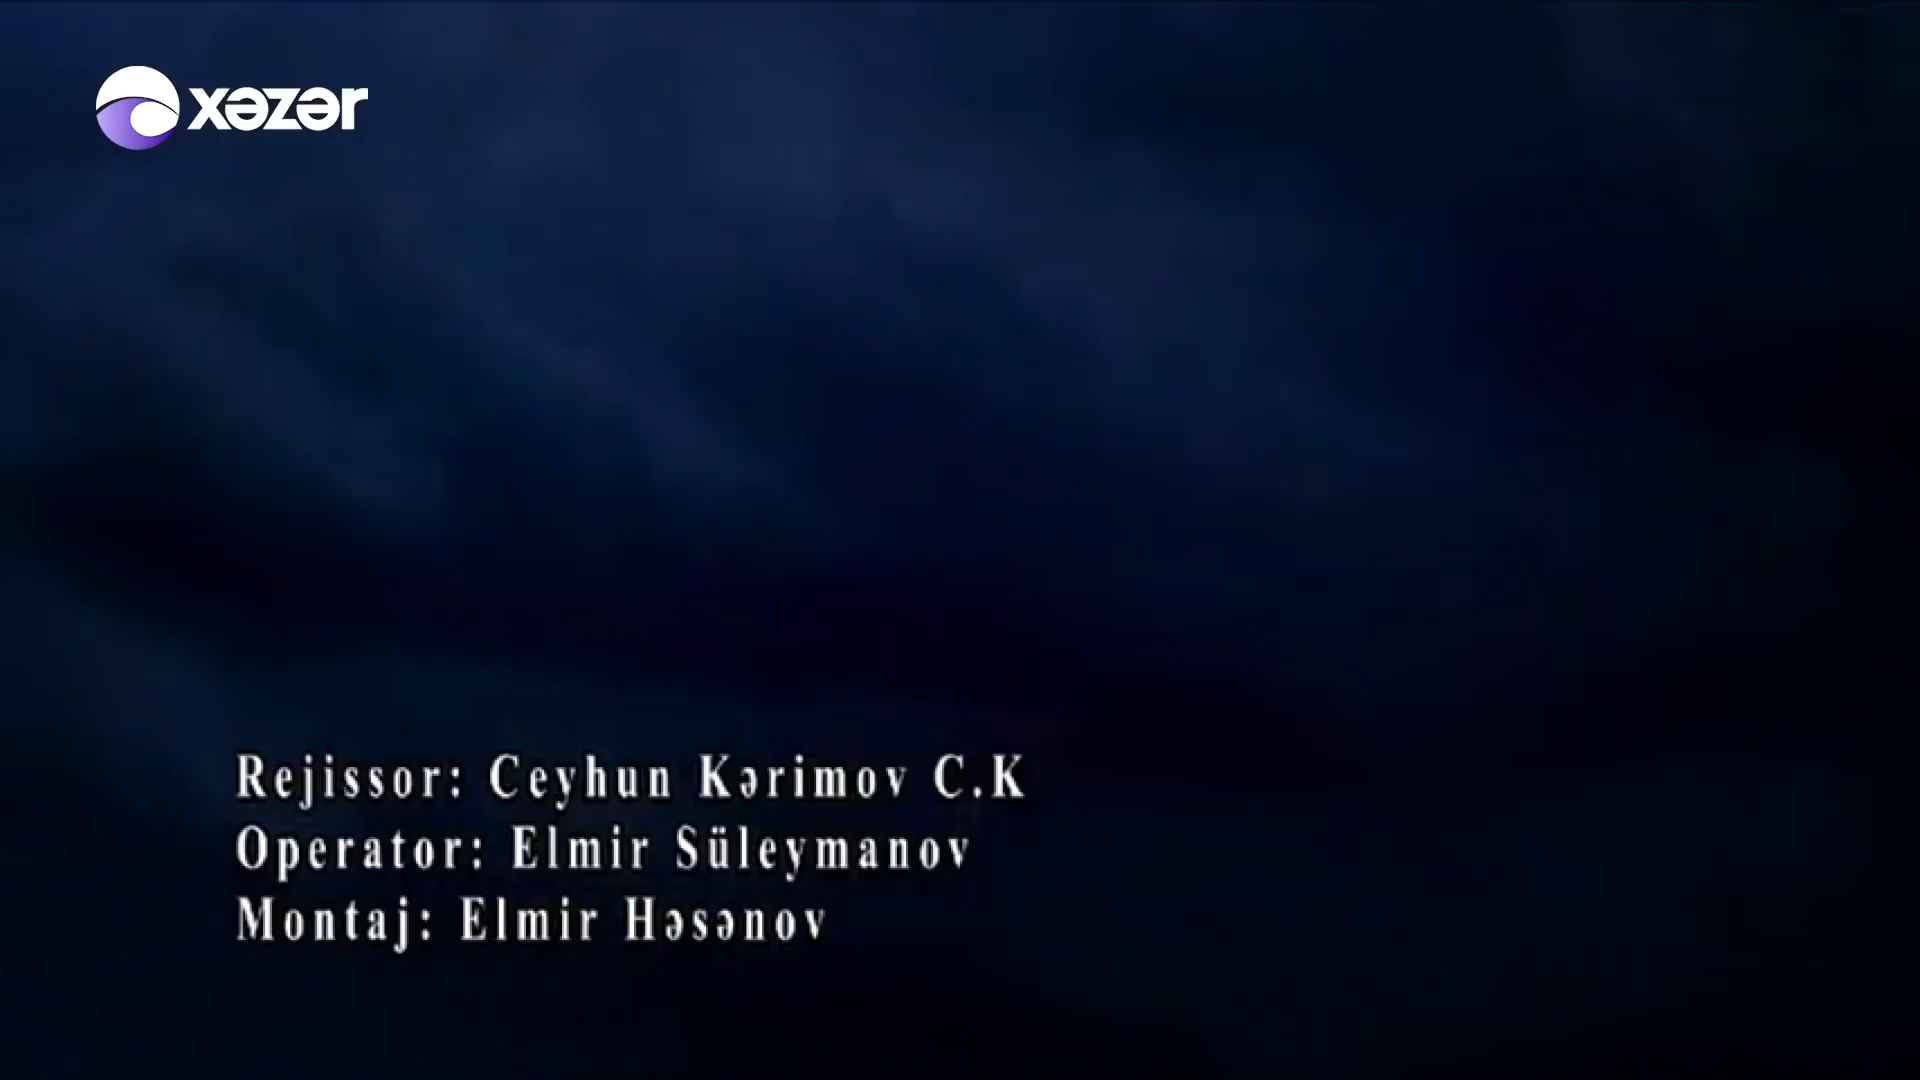 xəzər
Rejissor: Ceyhun Kərimov C.K
Operator: Elmir Süleymanov
Montaj: Elmir Həsənov